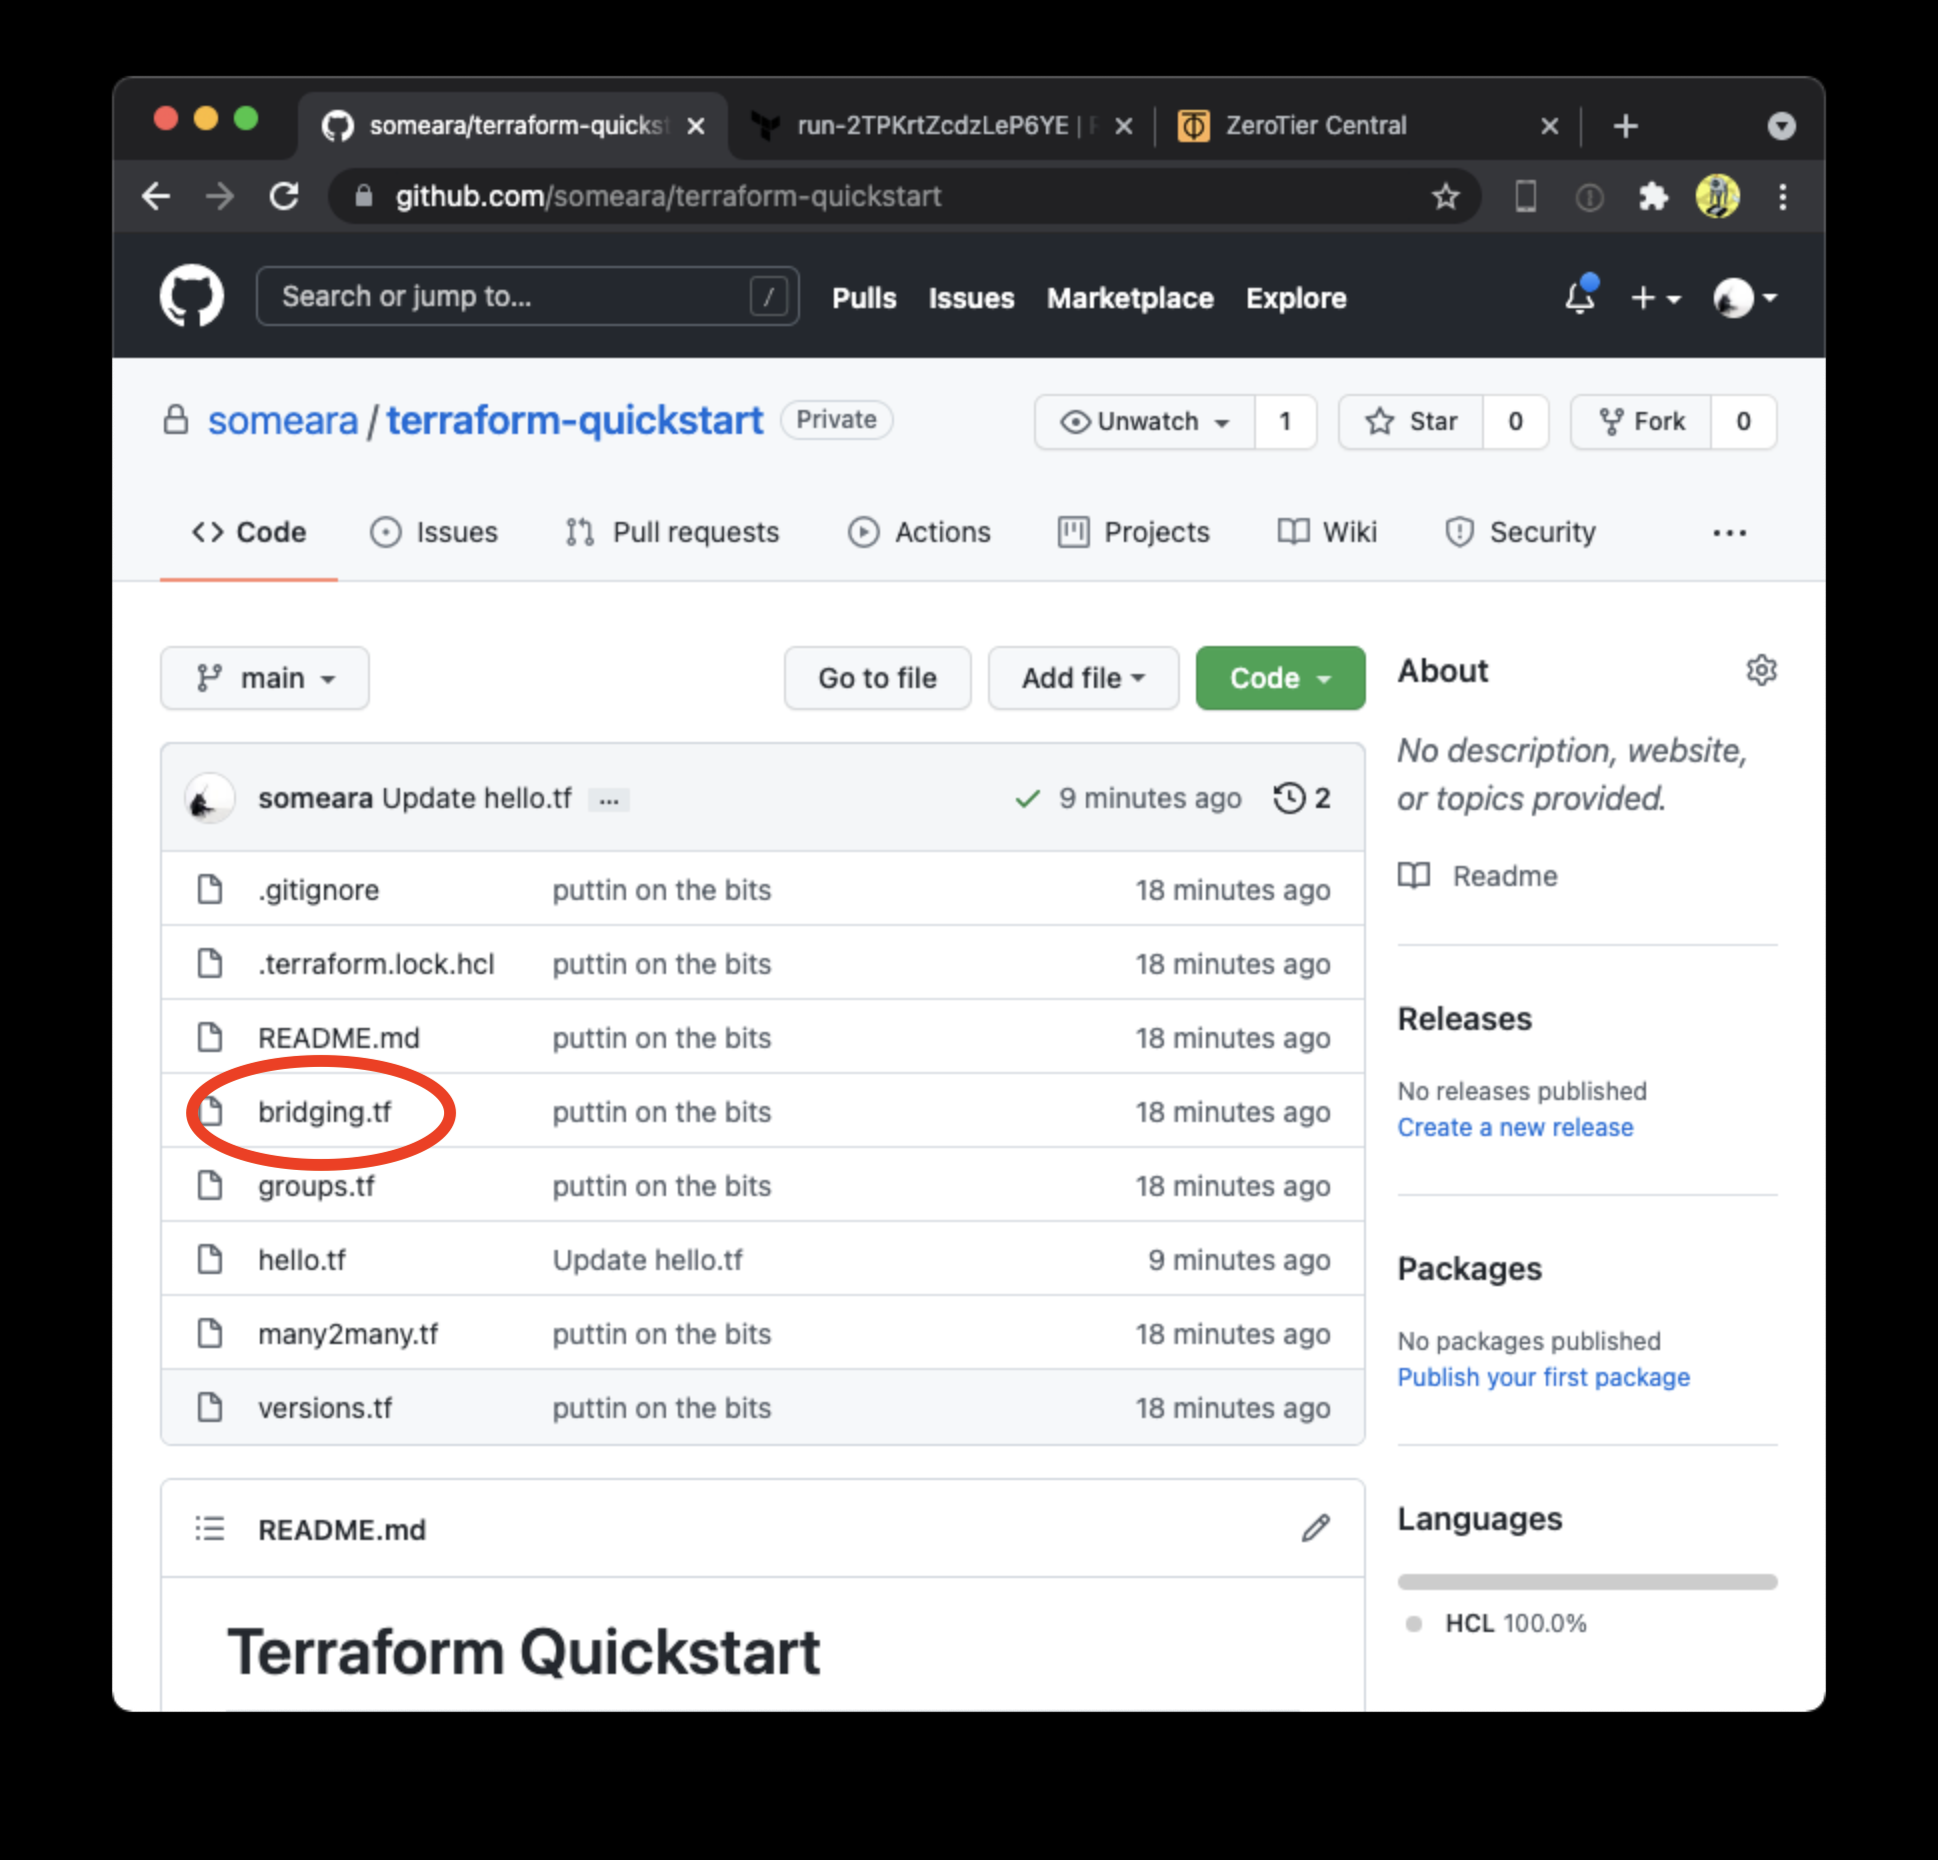 someara/terraform-quickst
run-2TPKrtZcdzLeP6YE |
ZeroTier Central
github.com/someara/terraform-quickstart
Search or jump to... /
Pulls Issues Marketplace Explore
someara / terraform-quickstart Private
Unwatch 1 Star 0 Fork 0
Code Issues Pull requests Actions Projects Wiki Security ...
main Go to file Add file Code
someara Update hello.tf ... 9 minutes ago 2
.gitignore puttin on the bits 18 minutes ago
.terraform.lock.hcl puttin on the bits 18 minutes ago
README.md puttin on the bits 18 minutes ago
bridging.tf puttin on the bits 18 minutes ago
groups.tf puttin on the bits 18 minutes ago
hello.tf Update hello.tf 9 minutes ago
many2many.tf puttin on the bits 18 minutes ago
versions.tf puttin on the bits 18 minutes ago
README.md
Terraform Quickstart
About
No description, website,
or topics provided.
Readme
Releases
No releases published
Create a new release
Packages
No packages published
Publish your first package
Languages
HCL 100.0%